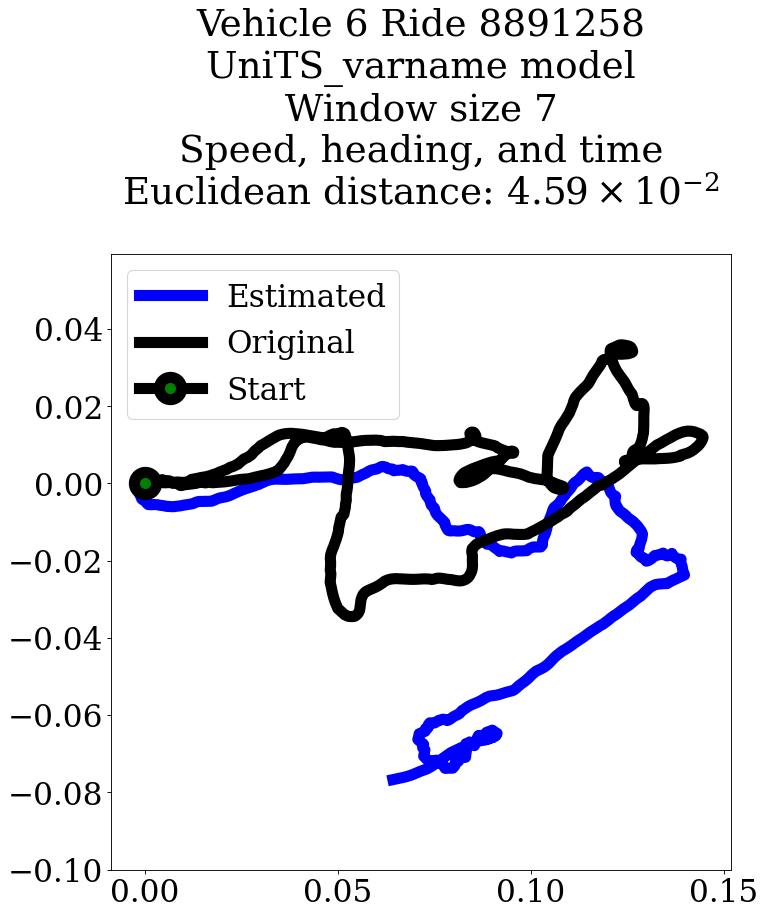 Vehicle 6 Ride 8891258
UniTS_varname model
Window size 7
Speed, heading, and time
Euclidean distance: 4.59 × 10⁻²
Estimated
Original
Start
0.04
0.02
0.00
−0.02
−0.04
−0.06
−0.08
−0.10
0.00 0.05 0.10 0.15